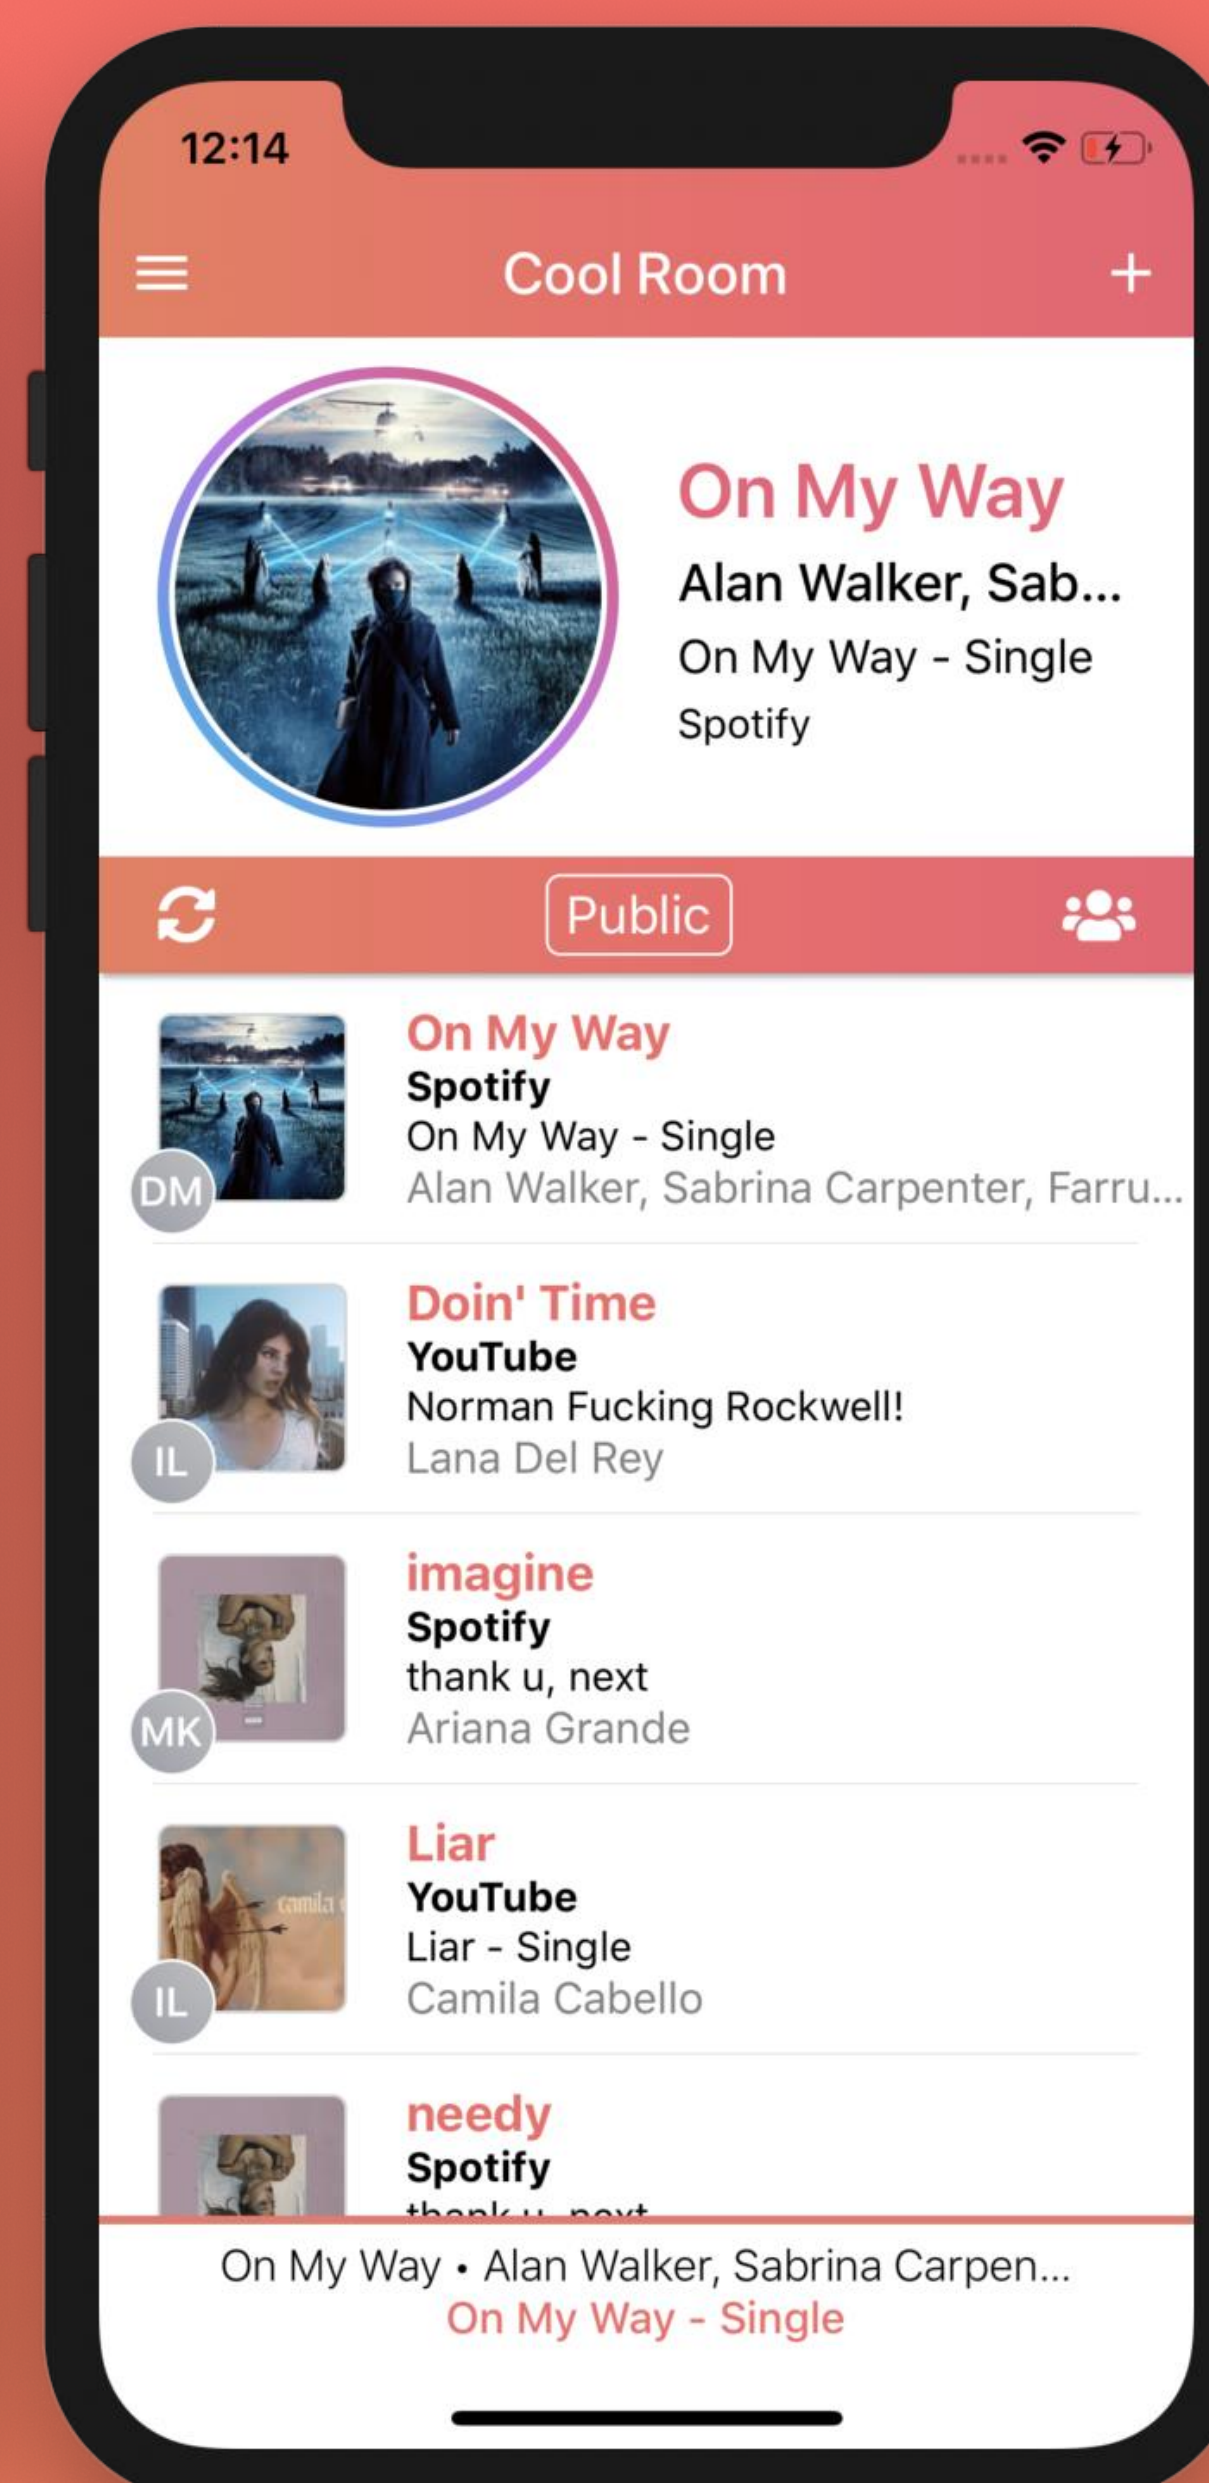 12:14
Cool Room
On My Way
Alan Walker, Sab...
On My Way - Single
Spotify
Public
On My Way
Spotify
On My Way - Single
Alan Walker, Sabrina Carpenter, Farru...
DM
Doin' Time
YouTube
Norman Fucking Rockwell!
Lana Del Rey
IL
imagine
Spotify
thank u, next
Ariana Grande
MK
Liar
YouTube
Liar - Single
Camila Cabello
camila
IL
needy
Spotify
thank u, next
On My Way • Alan Walker, Sabrina Carpen...
On My Way - Single